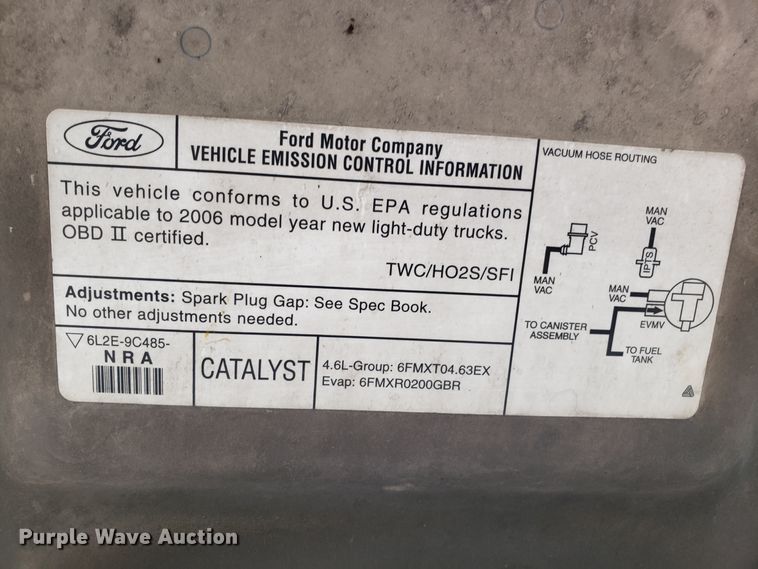 Ford
Ford Motor Company
VEHICLE EMISSION CONTROL INFORMATION
This vehicle conforms to U.S. EPA regulations
applicable to 2006 model year new light-duty trucks.
OBD II certified.
TWC/HO2S/SFI
Adjustments: Spark Plug Gap: See Spec Book.
No other adjustments needed.
6L2E-9C485-
NRA
CATALYST
4.6L-Group: 6FMXT04.63EX
Evap: 6FMXR0200GBR
VACUUM HOSE ROUTING
MAN
VAC
PCV
MAN
VAC
FPTS
MAN
VAC
EVMV
TO CANISTER
ASSEMBLY
TO FUEL
TANK
Purple Wave Auction